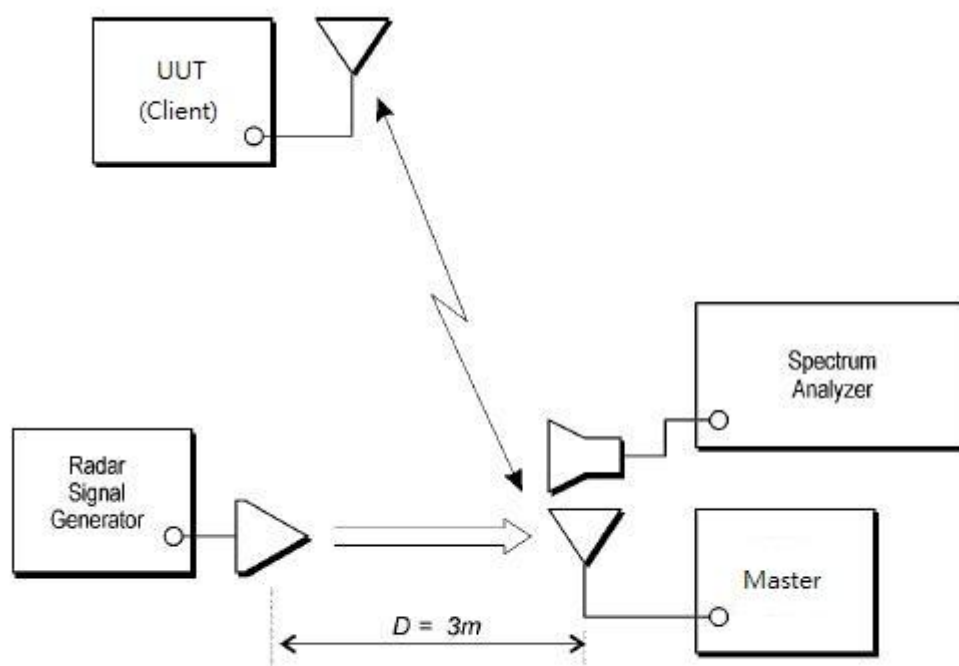 UUT
(Client)
Spectrum
Analyzer
Radar
Signal
Generator
Master
D = 3m